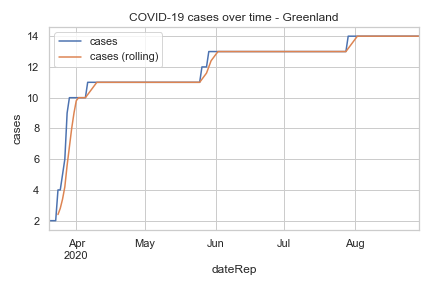 COVID-19 cases over time - Greenland
cases
cases (rolling)
14
12
10
8
6
4
2
cases
Apr
2020
May
Jun
Jul
Aug
dateRep